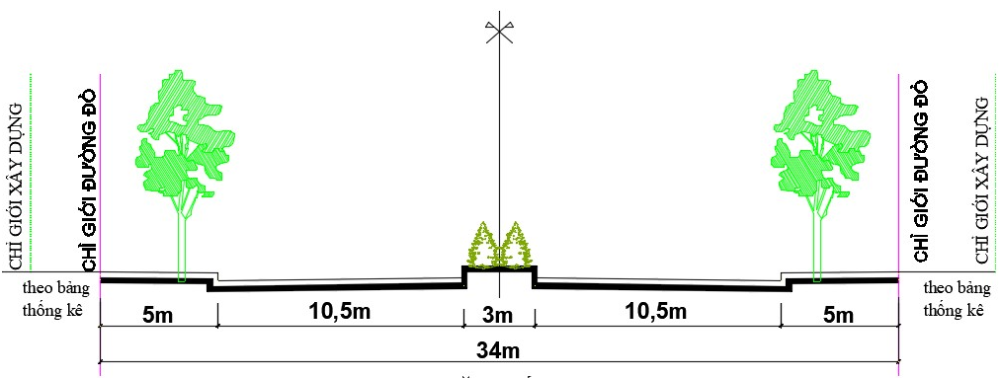 CHỈ GIỚI XÂY DỰNG
CHỈ GIỚI ĐƯỜNG ĐỎ
CHỈ GIỚI ĐƯỜNG ĐỎ
CHỈ GIỚI XÂY DỰNG
theo bảng
thống kê
theo bảng
thống kê
5m 10,5m 3m 10,5m 5m
34m